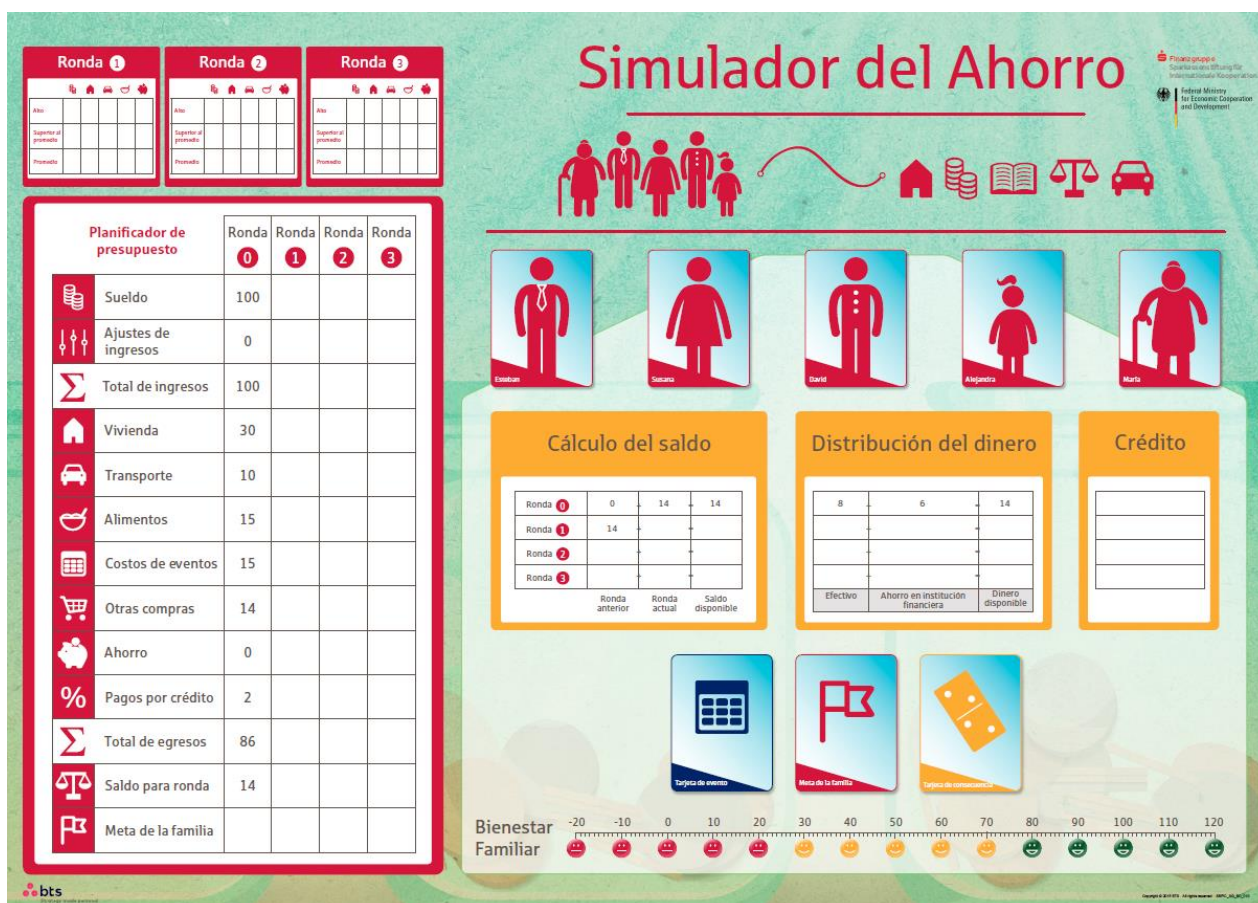 Ronda 1
Alto
Superior al
promedio
Promedio
Ronda 2
Alto
Superior al
promedio
Promedio
Ronda 3
Alto
Superior al
promedio
Promedio
Simulador del Ahorro
Finanzgruppe
Sparkassenstiftung für
internationale Kooperation
Federal Ministry
for Economic Cooperation
and Development
Planificador de
presupuesto
Ronda 0
Ronda 1
Ronda 2
Ronda 3
Sueldo 100
Ajustes de
ingresos 0
Total de ingresos 100
Vivienda 30
Transporte 10
Alimentos 15
Costos de eventos 15
Otras compras 14
Ahorro 0
% Pagos por crédito 2
Total de egresos 86
Saldo para ronda 14
Meta de la familia
Esteban
Susana
David
Alejandra
María
Cálculo del saldo
Ronda 0 0 + 14 = 14
Ronda 1 14
Ronda 2
Ronda 3
Ronda
anterior
Ronda
actual
Saldo
disponible
Distribución del dinero
8 + 6 = 14
Efectivo
Ahorro en institución
financiera
Dinero
disponible
Crédito
Tarjeta de evento
Meta de la familia
Tarjeta de consecuencia
Bienestar
Familiar
-20 -10 0 10 20 30 40 50 60 70 80 90 100 110 120
bts